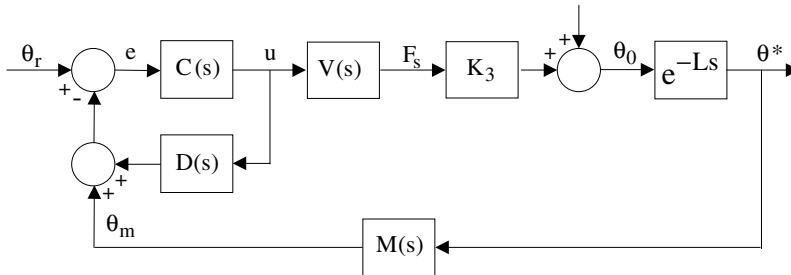 θr e C(s) u V(s) Fs K3 + + θ0 e–Ls θ*
+ -
D(s) + +
θm M(s)